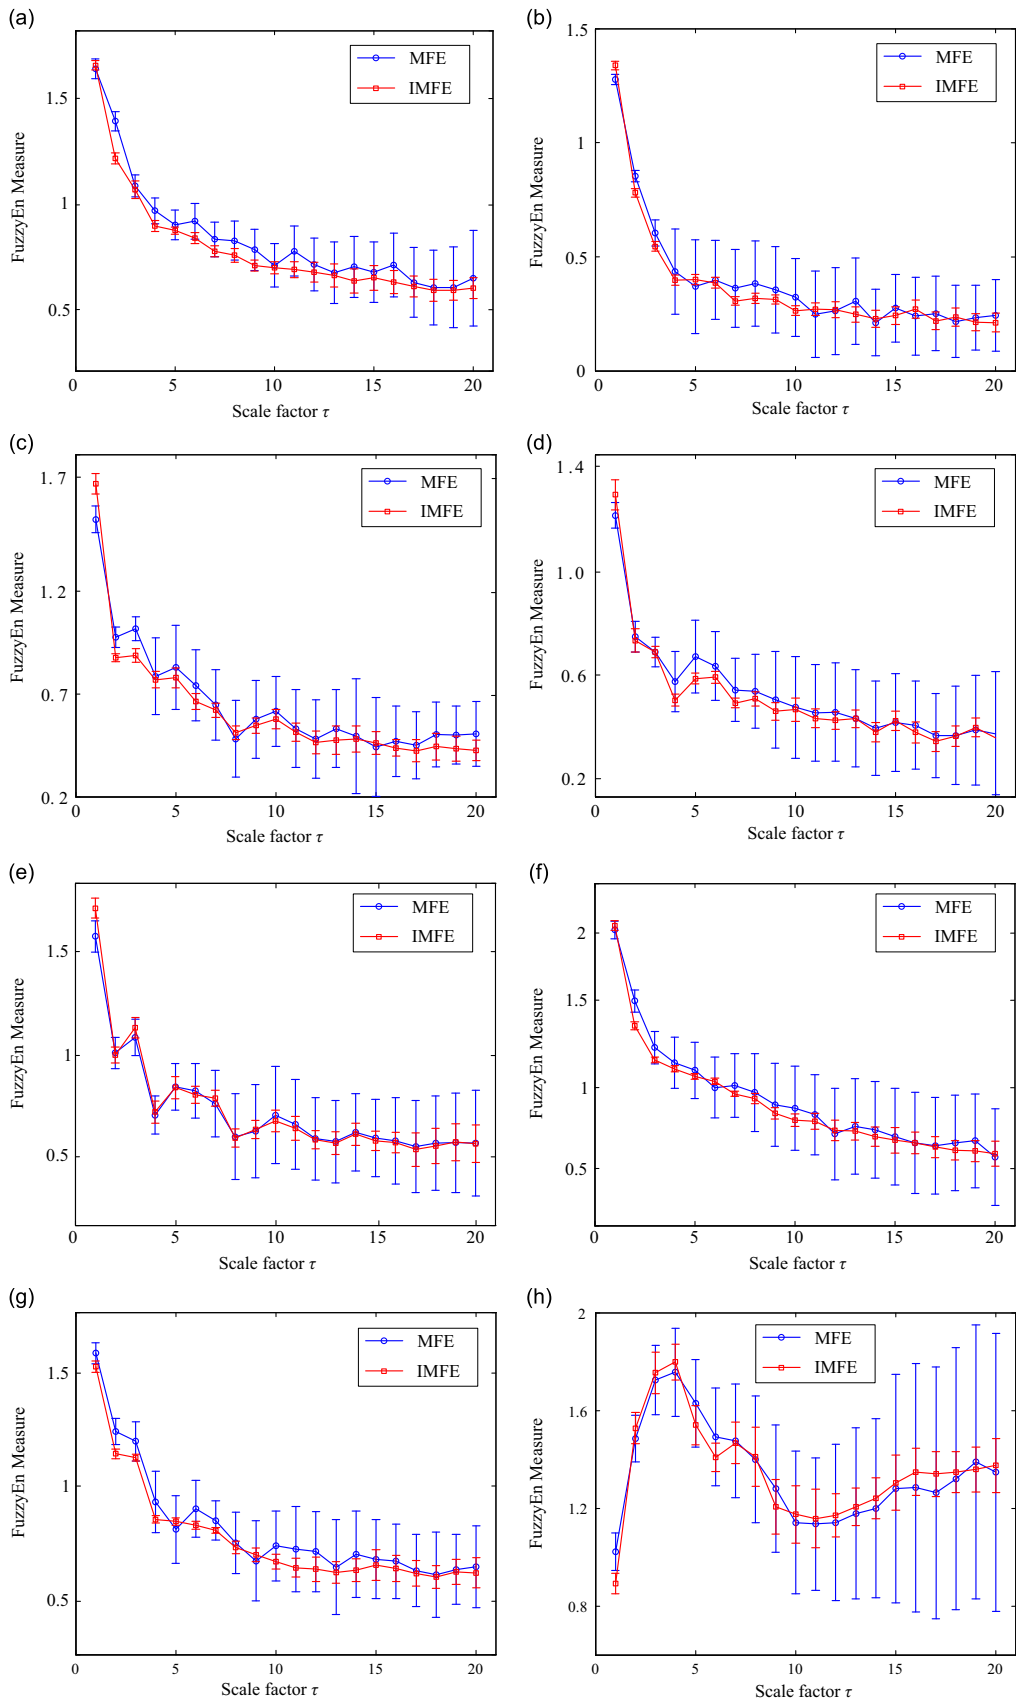 (a)
FuzzyEn Measure
1.5
1
0.5
MFE
IMFE
0
5
10
15
20
Scale factor τ
(b)
FuzzyEn Measure
1.5
1
0.5
0
MFE
IMFE
0
5
10
15
20
Scale factor τ
(c)
FuzzyEn Measure
1.7
1.2
0.7
0.2
MFE
IMFE
0
5
10
15
20
Scale factor τ
(d)
FuzzyEn Measure
1.4
1.0
0.6
0.2
MFE
IMFE
0
5
10
15
20
Scale factor τ
(e)
FuzzyEn Measure
1.5
1
0.5
MFE
IMFE
0
5
10
15
20
Scale factor τ
(f)
FuzzyEn Measure
2
1.5
1
0.5
MFE
IMFE
0
5
10
15
20
Scale factor τ
(g)
FuzzyEn Measure
1.5
1
0.5
MFE
IMFE
0
5
10
15
20
Scale factor τ
(h)
FuzzyEn Measure
2
1.6
1.2
0.8
MFE
IMFE
0
5
10
15
20
Scale factor τ